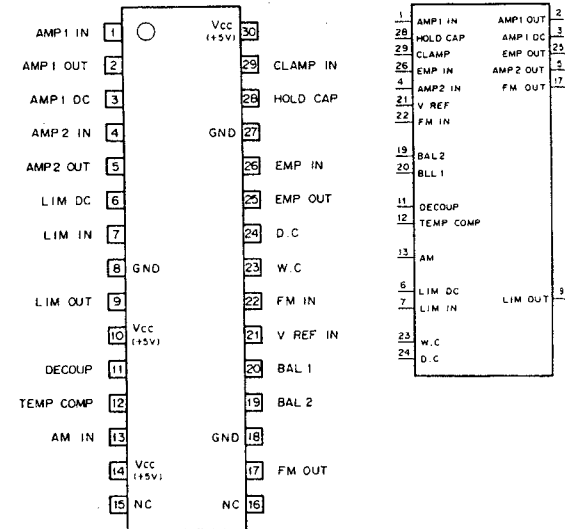 AMP1 IN 1 Vcc (+5V) 30
AMP1 OUT 2 29 CLAMP IN
AMP1 DC 3 28 HOLD CAP
AMP2 IN 4 GND 27
AMP2 OUT 5 26 EMP IN
LIM DC 6 25 EMP OUT
LIM IN 7 24 D.C
8 GND 23 W.C
LIM OUT 9 22 FM IN
10 Vcc (+5V) 21 V REF IN
DECOUP 11 20 BAL 1
TEMP COMP 12 19 BAL 2
AM IN 13 GND 18
14 Vcc (+5V) 17 FM OUT
15 NC NC 16
1 AMP1 IN AMP1 OUT 2
28 HOLD CAP AMP1 DC 3
29 CLAMP EMP OUT 25
26 EMP IN AMP2 OUT 5
4 AMP2 IN FM OUT 17
21 V REF
22 FM IN
19 BAL2
20 BLL 1
11 DECOUP
12 TEMP COMP
13 AM
6 LIM DC LIM OUT 9
7 LIM IN
23 W.C
24 D.C